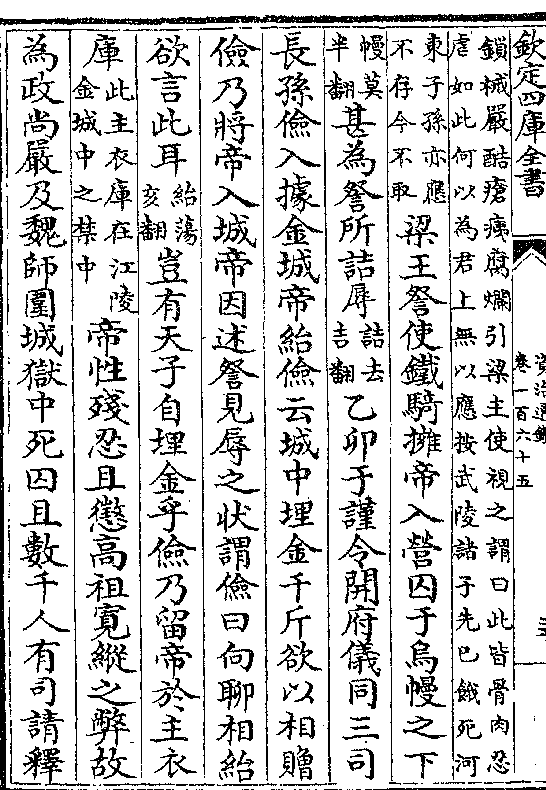 欽定四庫全書
資治通鑑
卷一百六十五
鎖械嚴酷瘡痍腐爛引梁主使視之謂曰此皆骨肉忍
虐如此何以為君上無以應按武陵諸子先已餓死河
東子孫亦應
不存今不取
梁王詧使鐵騎擁帝入營囚于烏幔之下
幔莫
半翻
甚為詧所詰辱
詰去
吉翻
乙卯于謹令開府儀同三司
長孫儉入據金城帝紿儉云城中埋金千斤欲以相贈
儉乃將帝入城帝因述詧見辱之状謂儉曰向聊相紿
欲言此耳
紿蕩
亥翻
豈有天子自埋金乎儉乃留帝於主衣
庫
此主衣庫在江陵
金城中之禁中
帝性殘忍且懲高祖寛縱之弊故
為政尚嚴及魏師圍城獄中死囚且數千人有司請釋